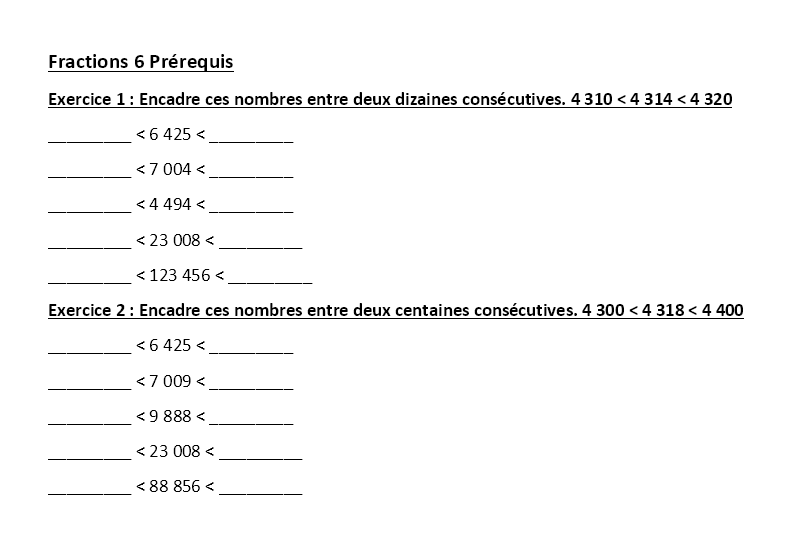 Fractions 6 Prérequis
Exercice 1 : Encadre ces nombres entre deux dizaines consécutives. 4 310 < 4 314 < 4 320
_________ < 6 425 < _________
_________ < 7 004 < _________
_________ < 4 494 < _________
_________ < 23 008 < _________
_________ < 123 456 < _________
Exercice 2 : Encadre ces nombres entre deux centaines consécutives. 4 300 < 4 318 < 4 400
_________ < 6 425 < _________
_________ < 7 009 < _________
_________ < 9 888 < _________
_________ < 23 008 < _________
_________ < 88 856 < _________